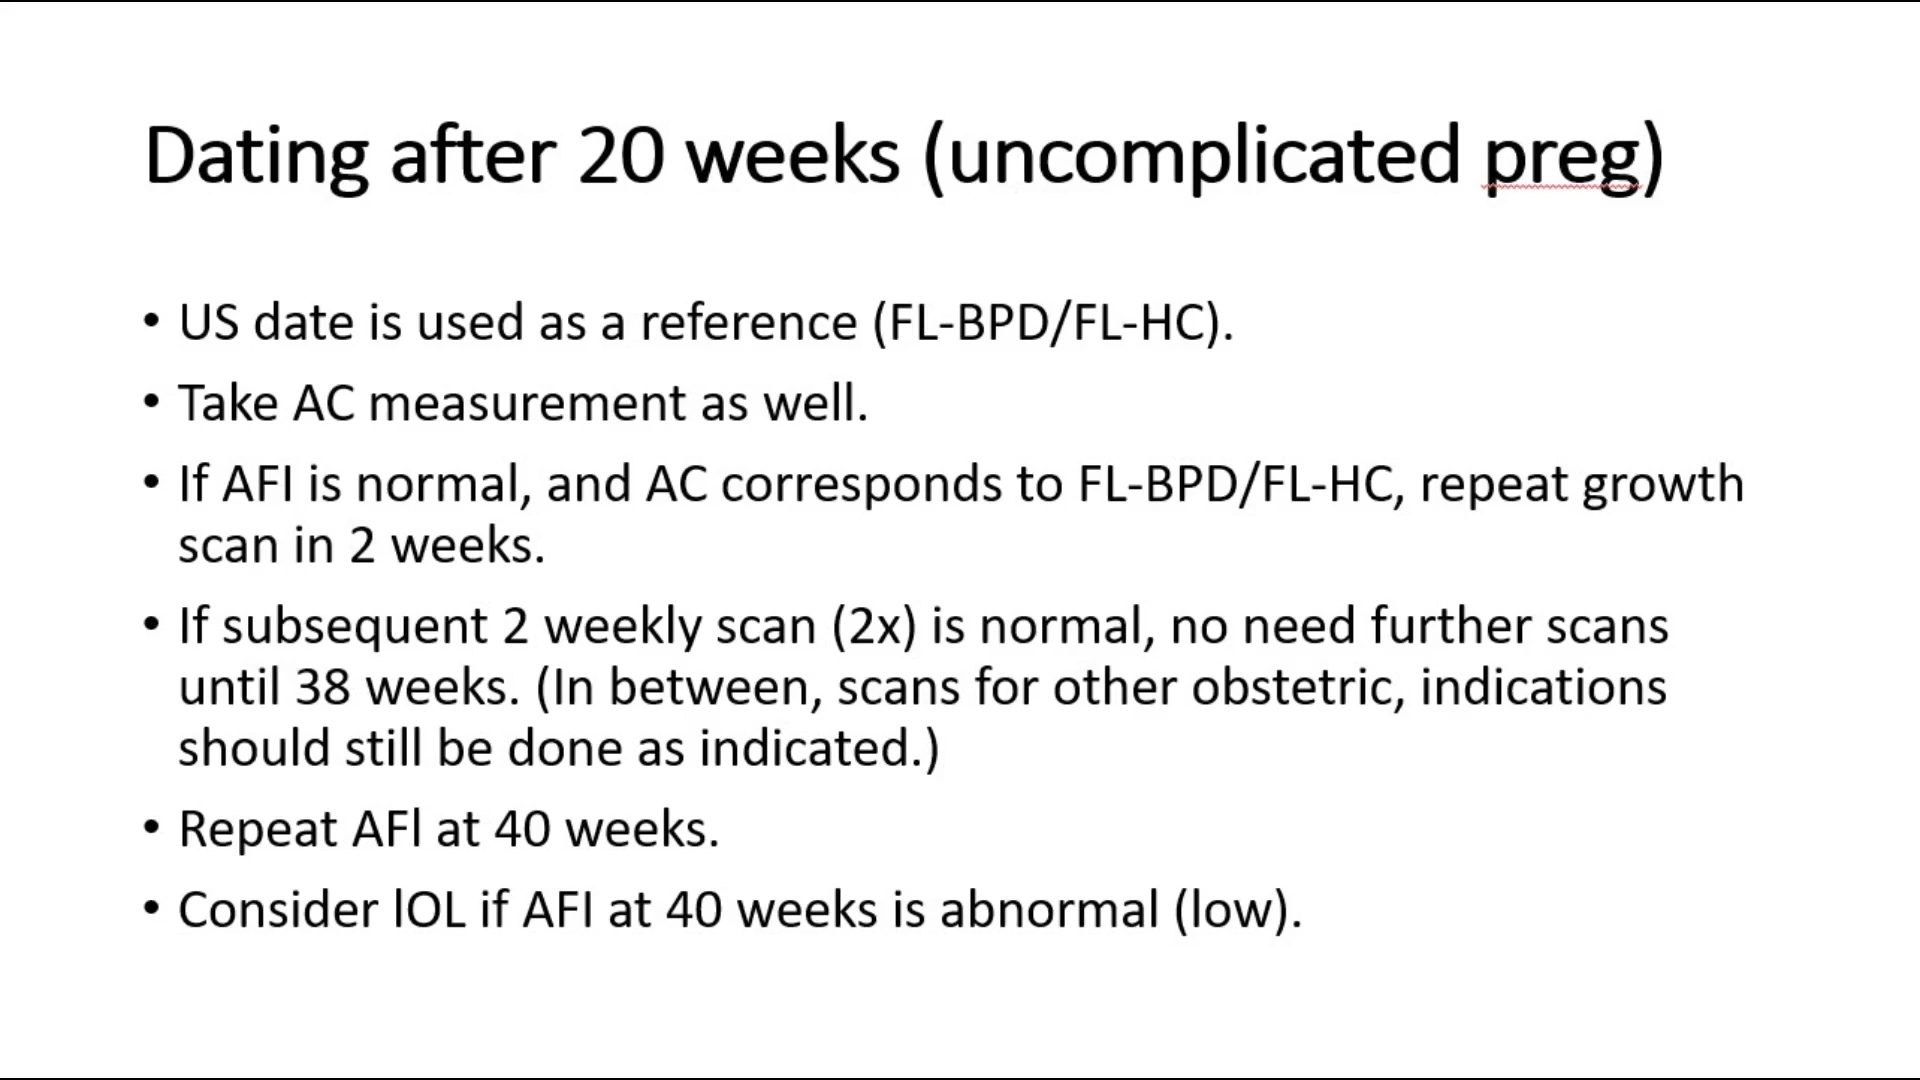 Dating after 20 weeks (uncomplicated preg)
• US date is used as a reference (FL-BPD/FL-HC).
• Take AC measurement as well.
• If AFI is normal, and AC corresponds to FL-BPD/FL-HC, repeat growth
scan in 2 weeks.
• If subsequent 2 weekly scan (2x) is normal, no need further scans
until 38 weeks. (In between, scans for other obstetric, indications
should still be done as indicated.)
• Repeat AFl at 40 weeks.
• Consider lOL if AFI at 40 weeks is abnormal (low).